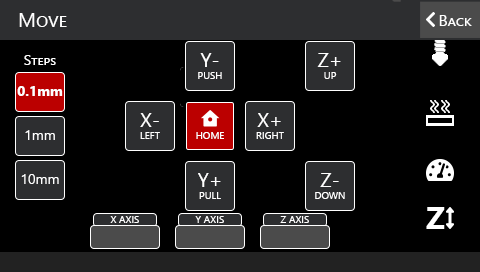 Move
Back
Steps
0.1mm
1mm
10mm
Y-
PUSH
Z+
UP
X-
LEFT
HOME
X+
RIGHT
Y+
PULL
Z-
DOWN
X AXIS
Y AXIS
Z AXIS
Z